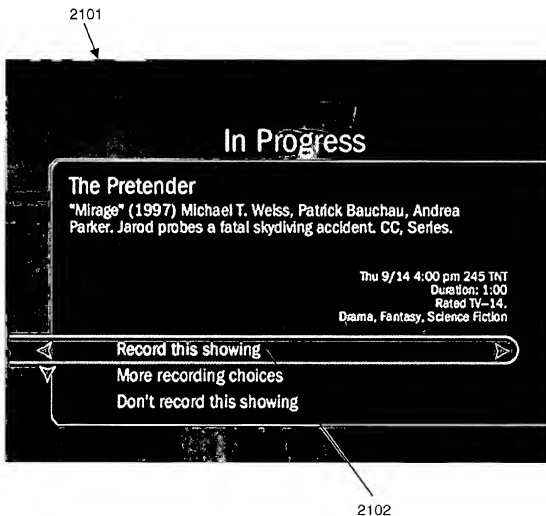 2101
In Progress
The Pretender
"Mirage" (1997) Michael T. Weiss, Patrick Bauchau, Andrea
Parker. Jarod probes a fatal skydiving accident. CC, Series.
Thu 9/14 4:00 pm 245 TNT
Duration: 1:00
Rated TV-14.
Drama, Fantasy, Science Fiction
Record this showing
More recording choices
Don't record this showing
2102